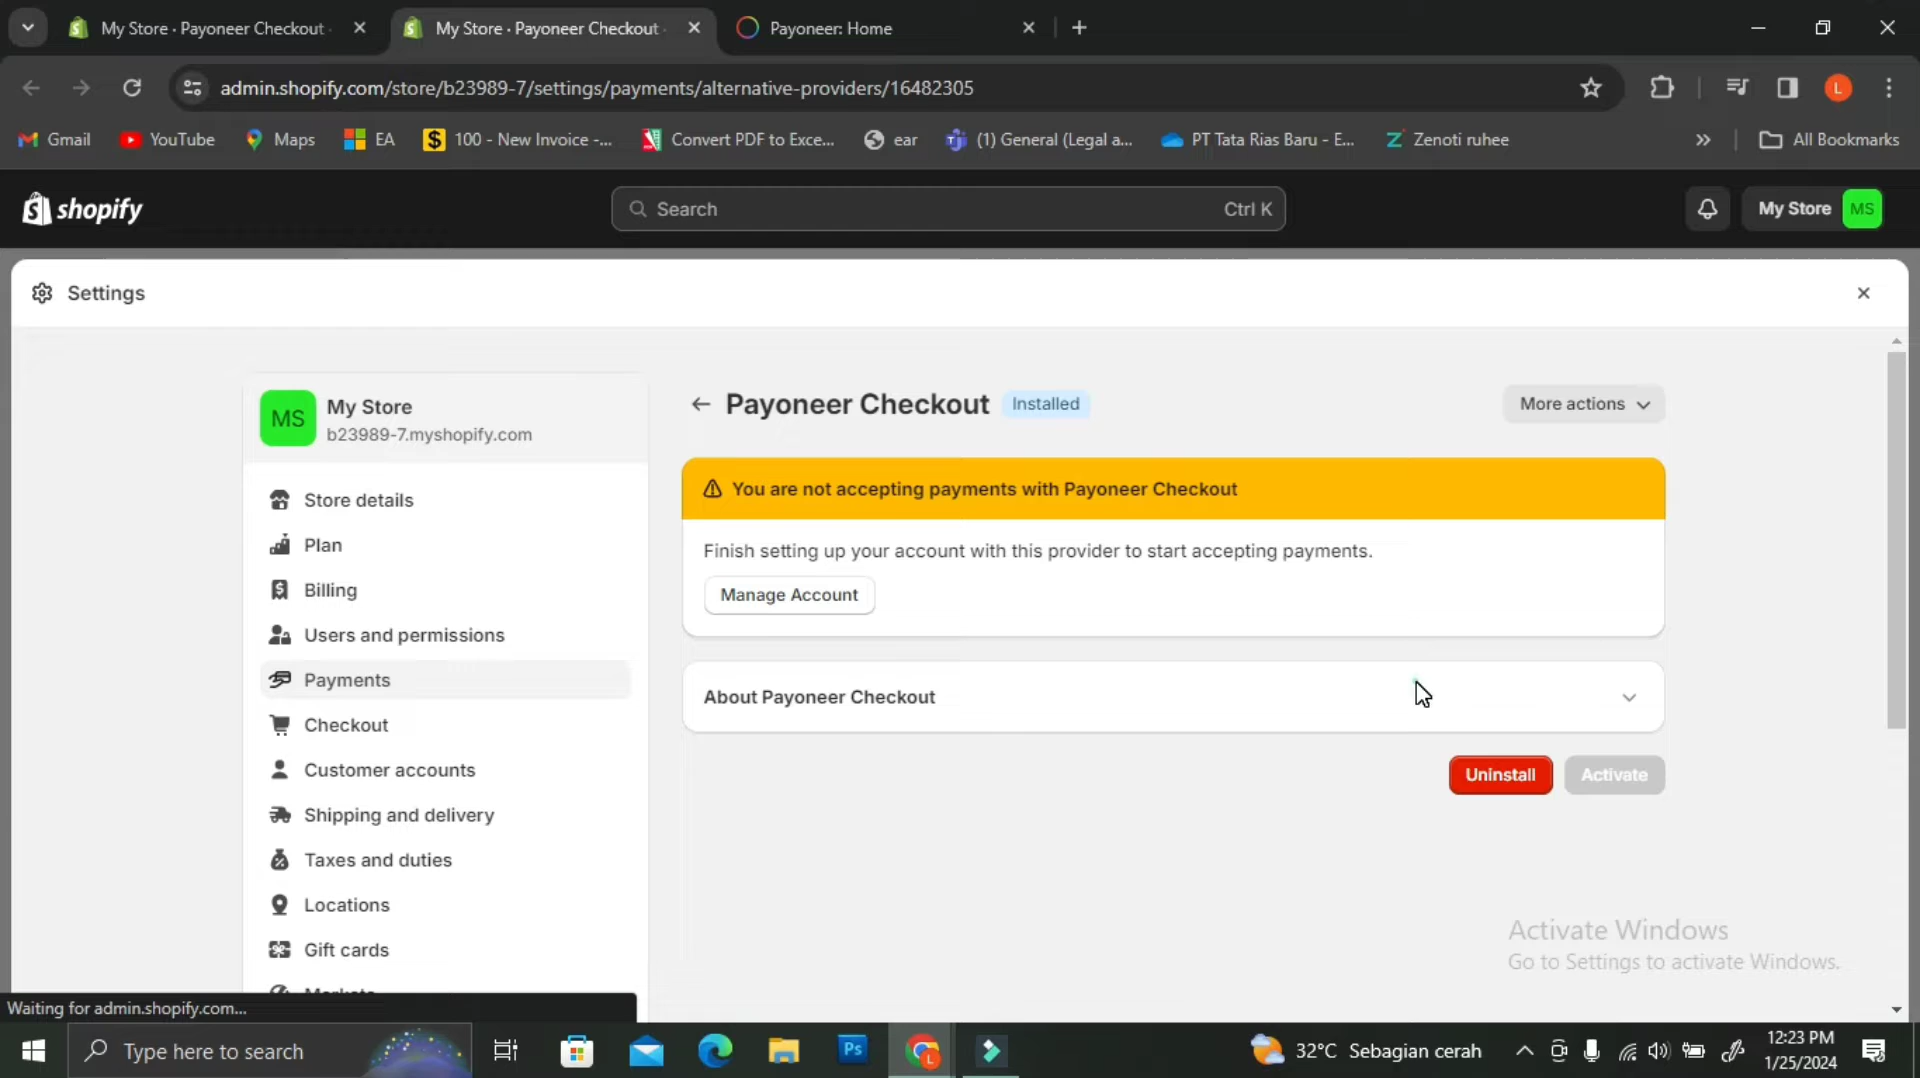 My Store · Payoneer Checkout
My Store · Payoneer Checkout
Payoneer: Home
admin.shopify.com/store/b23989-7/settings/payments/alternative-providers/16482305
L
Gmail
YouTube
Maps
EA
100 - New Invoice -...
Convert PDF to Exce...
ear
(1) General (Legal a...
PT Tata Rias Baru - E...
Zenoti ruhee
All Bookmarks
shopify
Search
Ctrl K
My Store
MS
Settings
MS
My Store
b23989-7.myshopify.com
Store details
Plan
Billing
Users and permissions
Payments
Checkout
Customer accounts
Shipping and delivery
Taxes and duties
Locations
Gift cards
Markets
Payoneer Checkout
Installed
More actions
You are not accepting payments with Payoneer Checkout
Finish setting up your account with this provider to start accepting payments.
Manage Account
About Payoneer Checkout
Uninstall
Activate
Activate Windows
Go to Settings to activate Windows.
Waiting for admin.shopify.com...
Type here to search
Ps
L
32°C Sebagian cerah
12:23 PM
1/25/2024